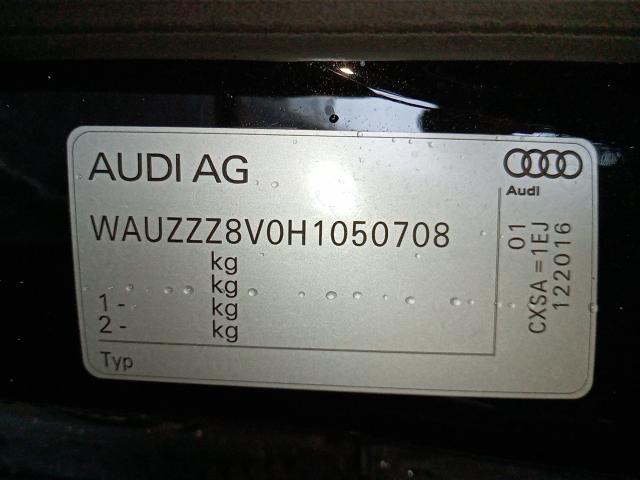 AUDI AG
Audi
WAUZZZ8V0H1050708
kg
kg
1 - kg
2 - kg
Typ
01
CXSA = 1EJ
122016